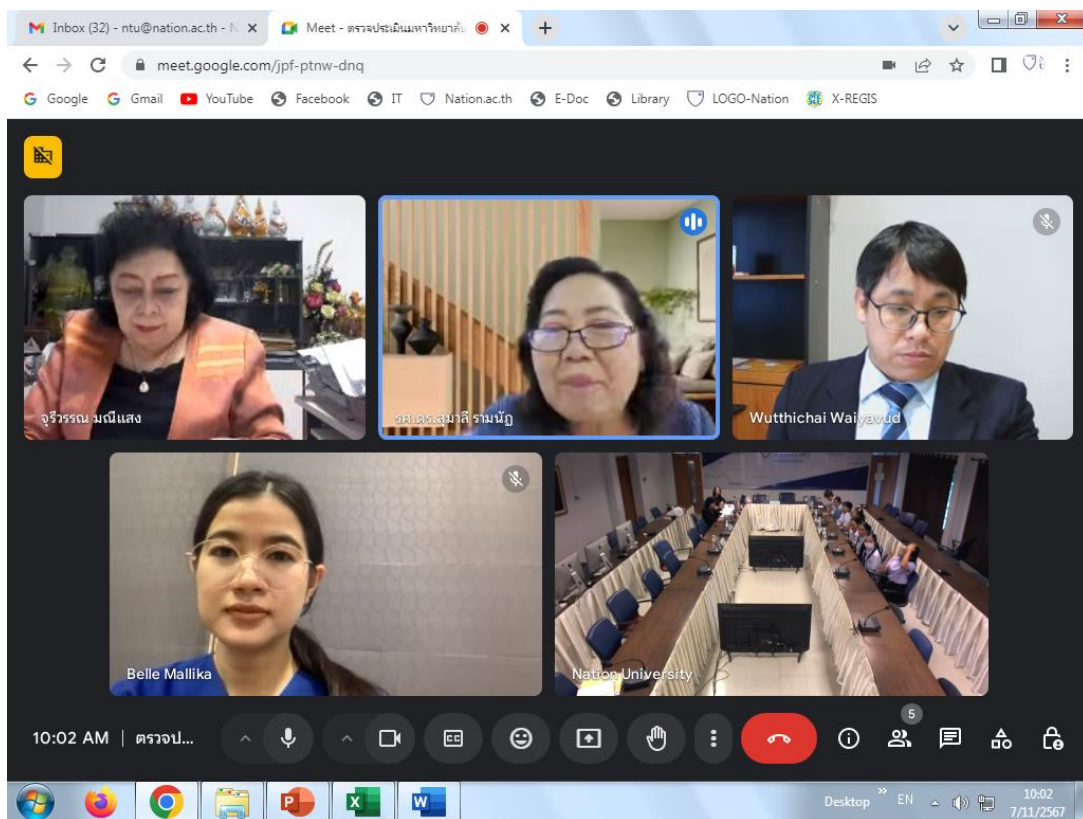 Inbox (32) - ntu@nation.ac.th - N
Meet - ตรวจประเมินมหาวิทยาลัย
meet.google.com/jpf-ptnw-dnq
Google
Gmail
YouTube
Facebook
IT
Nation.ac.th
E-Doc
Library
LOGO-Nation
X-REGIS
จุรีวรรณ มณีแสง
รศ.ดร.สุมาลี รามนัฏ
Wutthichai Waiyavud
Belle Mallika
Nation University
10:02 AM | ตรวจป...
CC
5
Desktop
EN
10:02
7/11/2567